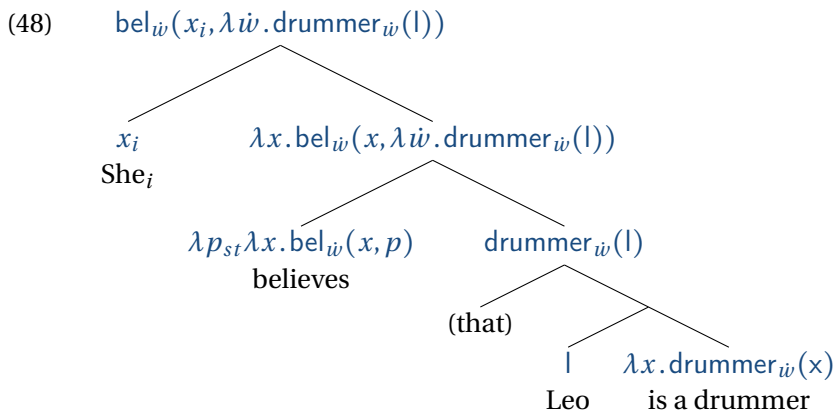 (48) bel_ẇ(x_i, λẇ.drummer_ẇ(l))
x_i λx.bel_ẇ(x, λẇ.drummer_ẇ(l))
She_i
λp_st λx.bel_ẇ(x, p) drummer_ẇ(l)
believes
(that)
l λx.drummer_ẇ(x)
Leo is a drummer